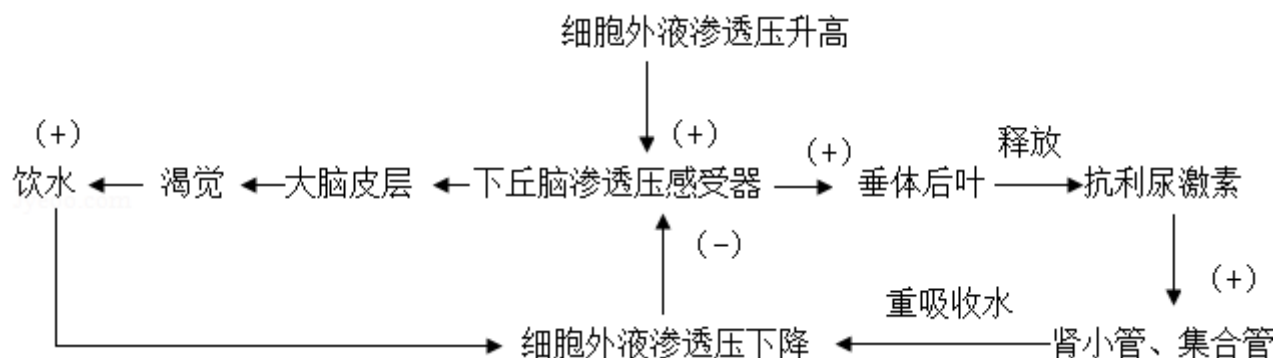 细胞外液渗透压升高
(+) (+) (+) 释放
饮水 渴觉 大脑皮层 下丘脑渗透压感受器 垂体后叶 抗利尿激素
(-) (+)
重吸收水
细胞外液渗透压下降 肾小管、集合管